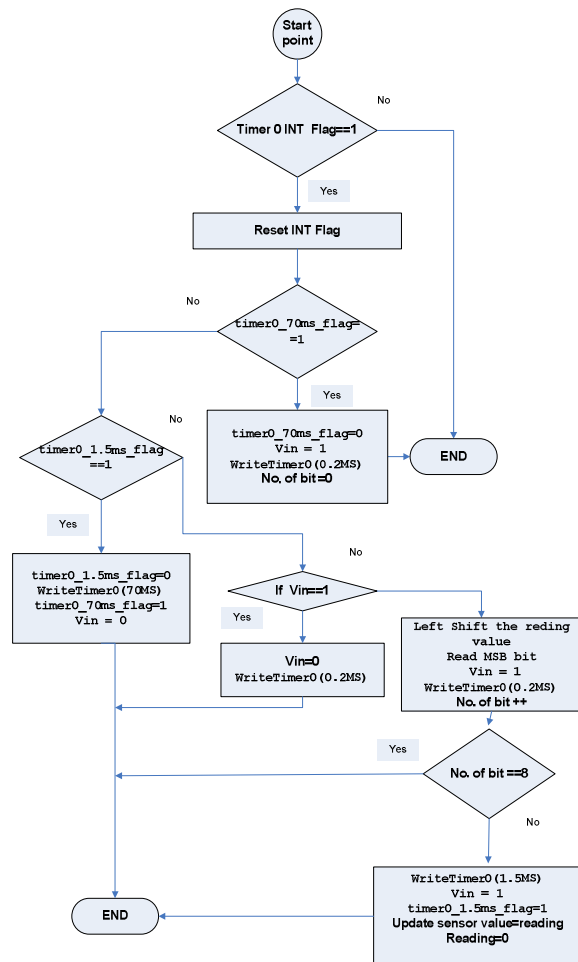 Start
point
No
Timer 0 INT Flag==1
Yes
Reset INT Flag
No
timer0_70ms_flag=
=1
Yes
No
timer0_70ms_flag=0
Vin = 1
WriteTimer0(0.2MS)
No. of bit=0
END
timer0_1.5ms_flag
==1
Yes
No
timer0_1.5ms_flag=0
WriteTimer0(70MS)
timer0_70ms_flag=1
Vin = 0
If Vin==1
Yes
Left Shift the reding
value
Read MSB bit
Vin = 1
WriteTimer0(0.2MS)
No. of bit ++
Vin=0
WriteTimer0(0.2MS)
Yes
No. of bit ==8
No
WriteTimer0(1.5MS)
Vin = 1
timer0_1.5ms_flag=1
Update sensor value=reading
Reading=0
END